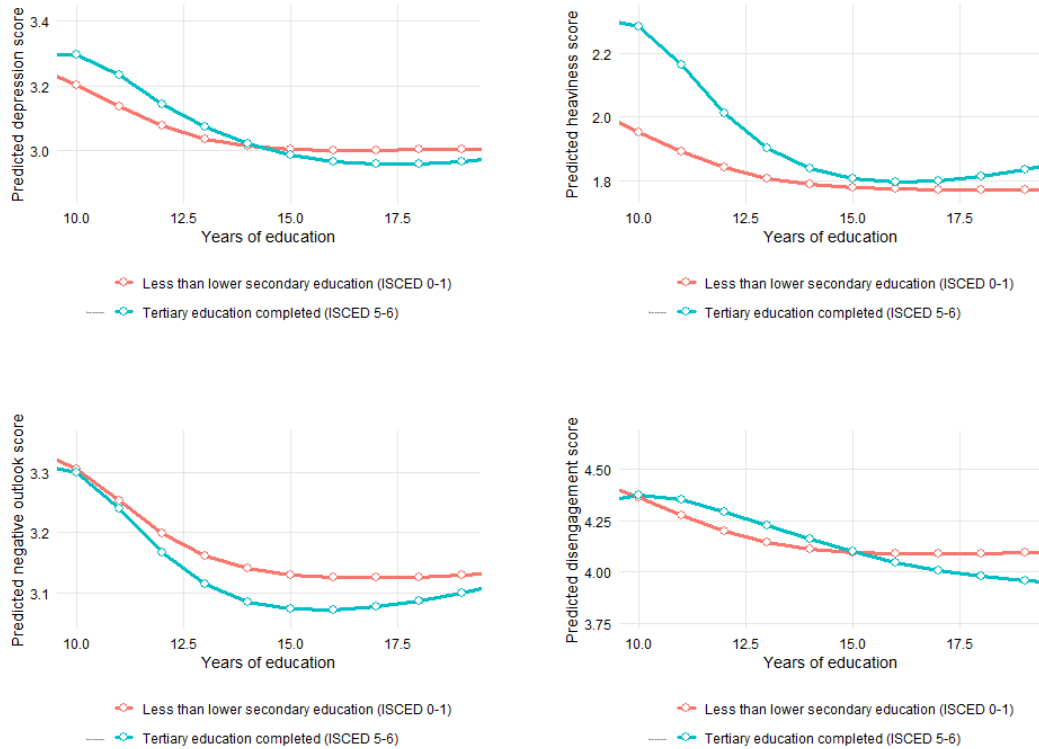 Predicted depression score
3.4
3.2
3.0
10.0 12.5 15.0 17.5
Years of education
Less than lower secondary education (ISCED 0-1)
Tertiary education completed (ISCED 5-6)
Predicted heaviness score
2.2
2.0
1.8
10.0 12.5 15.0 17.5
Years of education
Less than lower secondary education (ISCED 0-1)
Tertiary education completed (ISCED 5-6)
Predicted negative outlook score
3.3
3.2
3.1
10.0 12.5 15.0 17.5
Years of education
Less than lower secondary education (ISCED 0-1)
Tertiary education completed (ISCED 5-6)
Predicted disengagement score
4.50
4.25
4.00
3.75
10.0 12.5 15.0 17.5
Years of education
Less than lower secondary education (ISCED 0-1)
Tertiary education completed (ISCED 5-6)